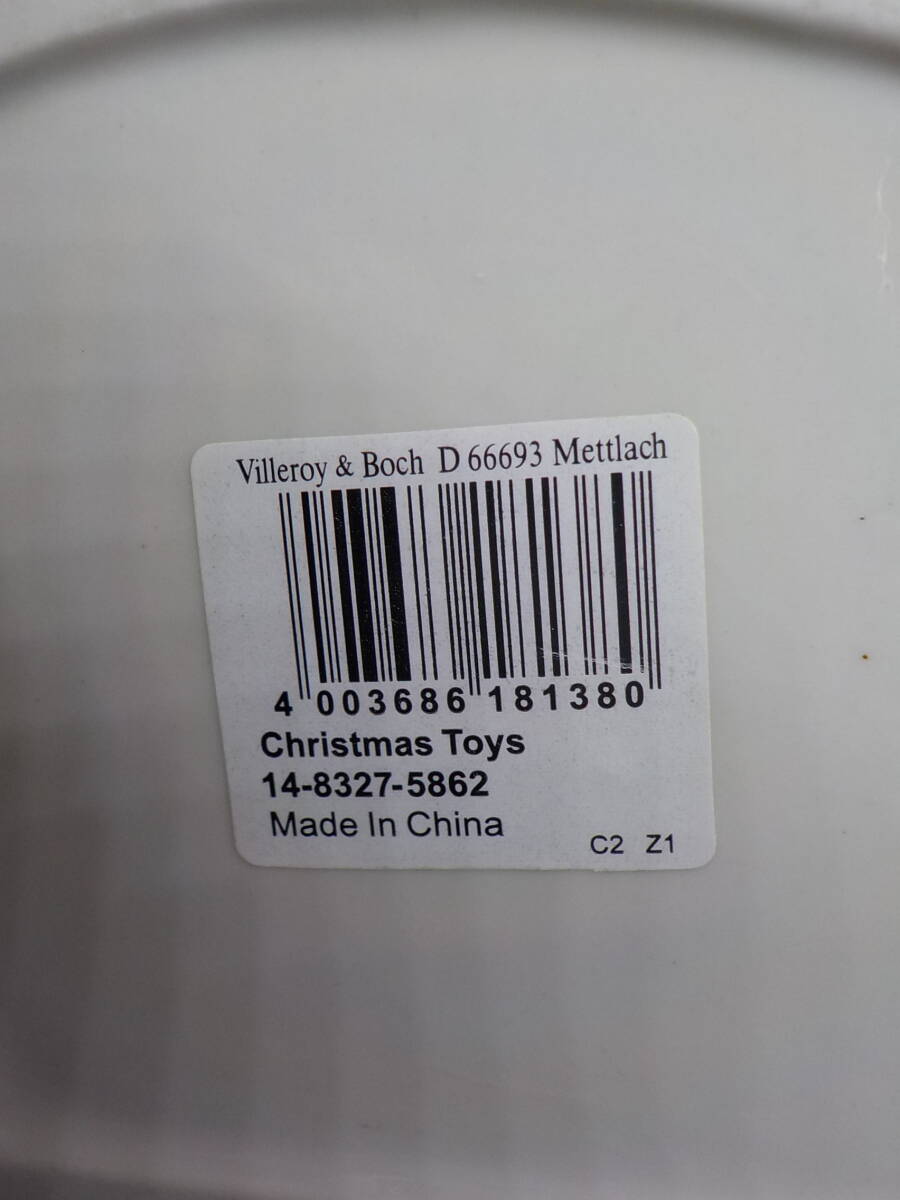 Villeroy & Boch D 66693 Mettlach
4 003686 181380
Christmas Toys
14-8327-5862
Made In China
C2 Z1